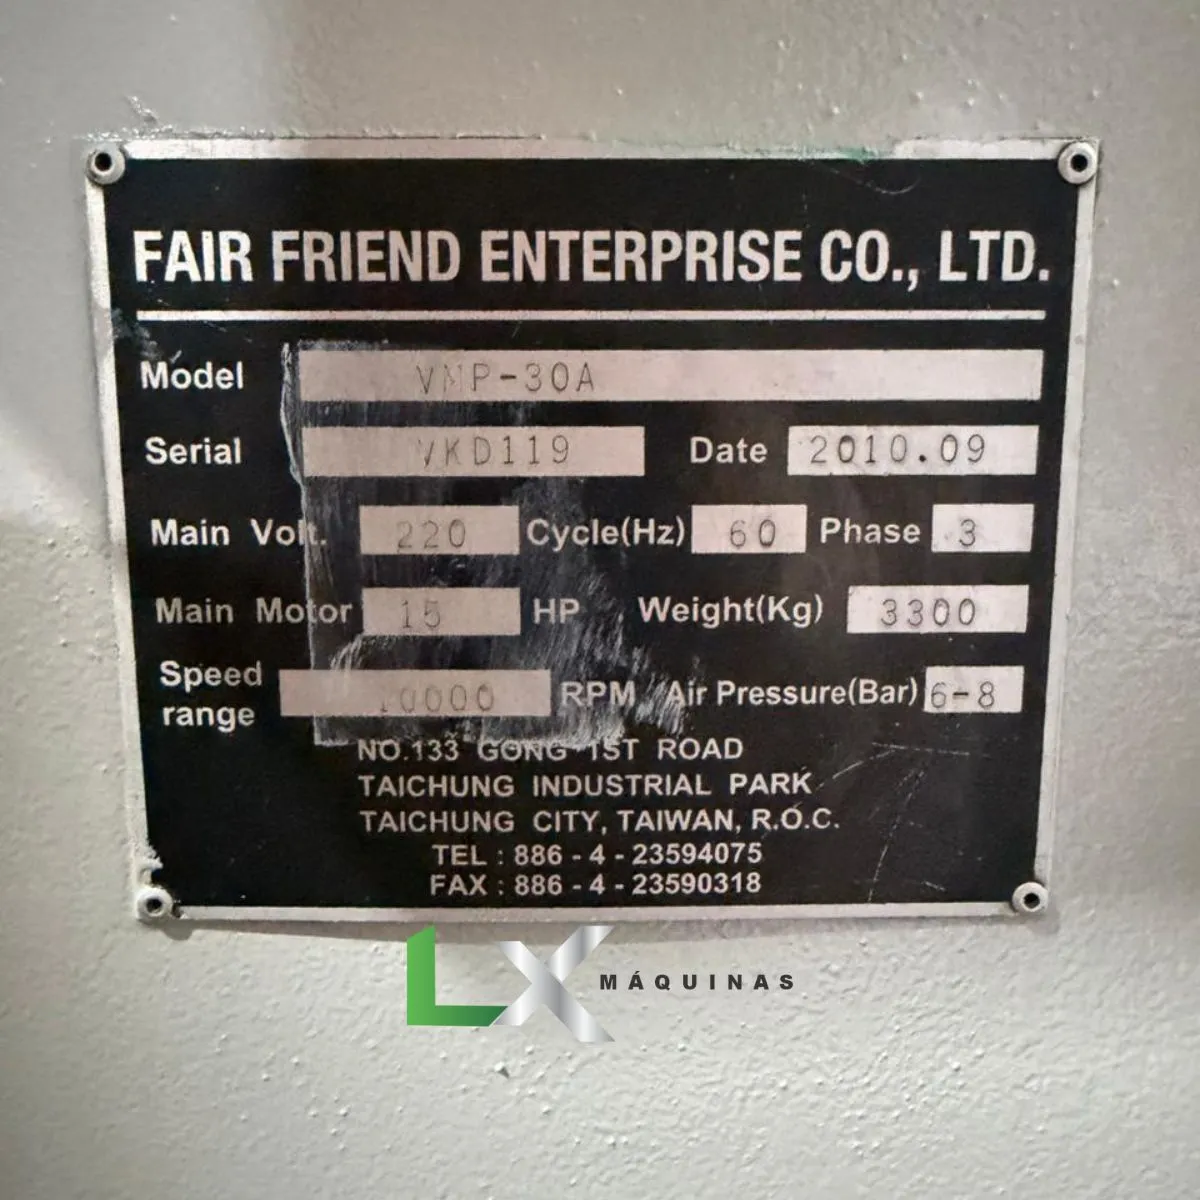 FAIR FRIEND ENTERPRISE CO., LTD.
Model VMP-30A
Serial VKD119 Date 2010.09
Main Volt. 220 Cycle(Hz) 60 Phase 3
Main Motor 15 HP Weight(Kg) 3300
Speed range 10000 RPM Air Pressure(Bar) 6-8
NO.133 GONG 1ST ROAD
TAICHUNG INDUSTRIAL PARK
TAICHUNG CITY, TAIWAN, R.O.C.
TEL : 886 - 4 - 23594075
FAX : 886 - 4 - 23590318
LX MÁQUINAS